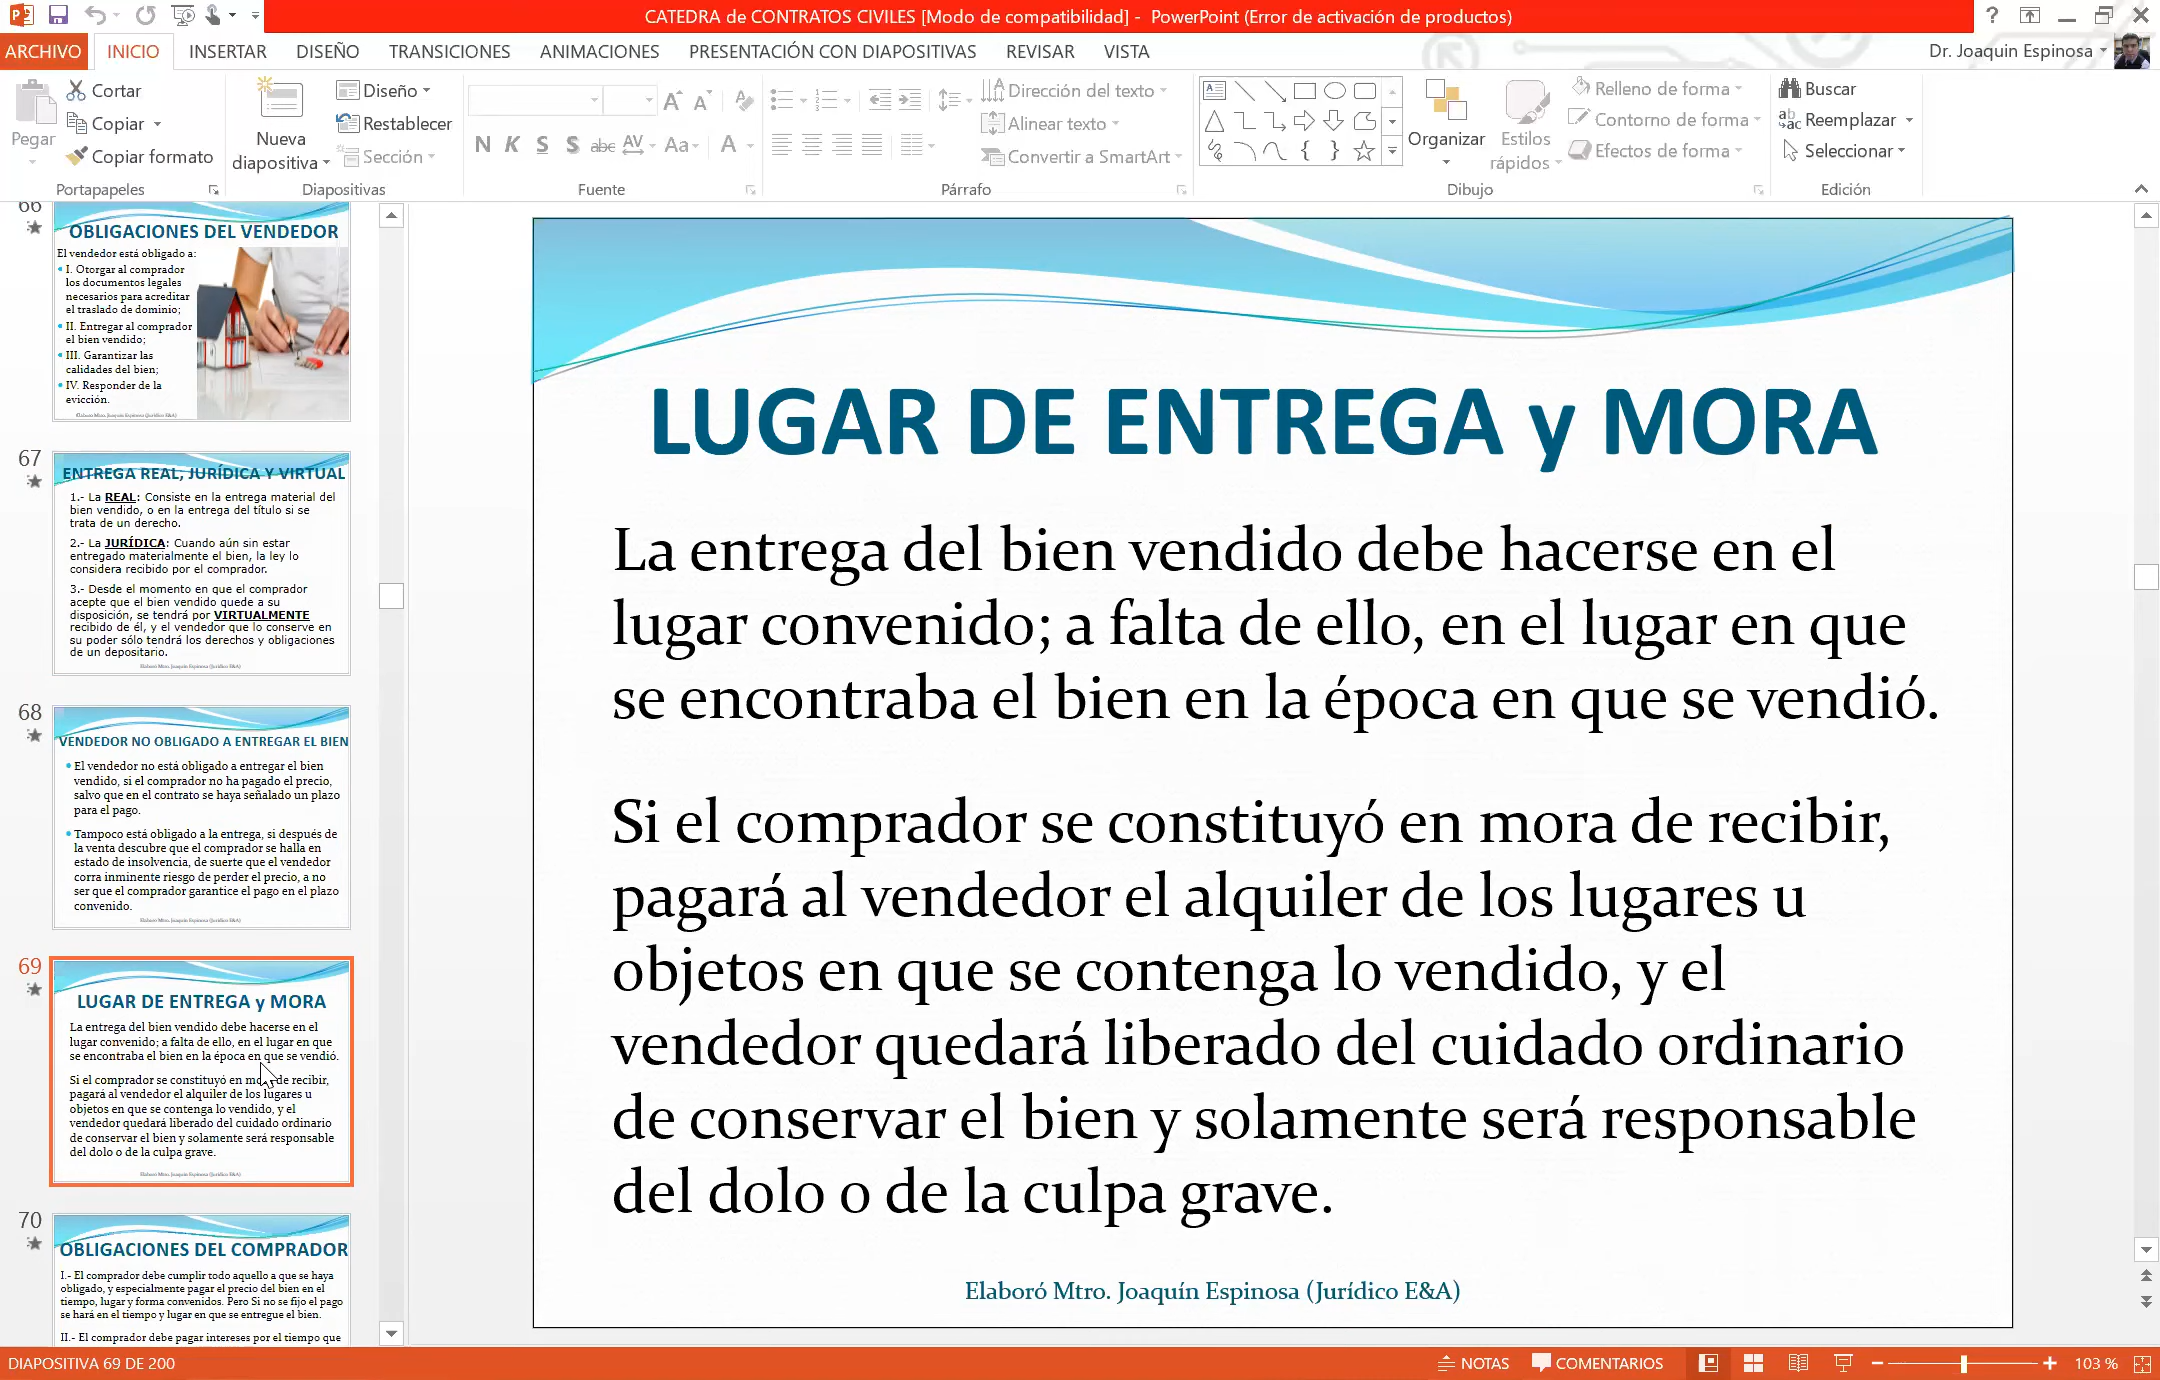 CATEDRA de CONTRATOS CIVILES [Modo de compatibilidad] - PowerPoint (Error de activación de productos)
ARCHIVO INICIO INSERTAR DISEÑO TRANSICIONES ANIMACIONES PRESENTACIÓN CON DIAPOSITIVAS REVISAR VISTA Dr. Joaquin Espinosa
Pegar
Cortar
Copiar
Copiar formato
Portapapeles
Nueva
diapositiva
Diseño
Restablecer
Sección
Diapositivas
N K S S abc AV Aa A
Fuente
Dirección del texto
Alinear texto
Convertir a SmartArt
Párrafo
Organizar
Estilos
rápidos
Relleno de forma
Contorno de forma
Efectos de forma
Dibujo
Buscar
Reemplazar
Seleccionar
Edición
66
OBLIGACIONES DEL VENDEDOR
El vendedor está obligado a:
I. Otorgar al comprador
los documentos legales
necesarios para acreditar
el traslado de dominio;
II. Entregar al comprador
el bien vendido;
III. Garantizar las
calidades del bien;
IV. Responder de la
evicción.
Elaboró Mtro. Joaquín Espinosa (Jurídico E&A)
67
ENTREGA REAL, JURÍDICA Y VIRTUAL
1.- La REAL: Consiste en la entrega material del
bien vendido, o en la entrega del título si se
trata de un derecho.
2.- La JURÍDICA: Cuando aún sin estar
entregado materialmente el bien, la ley lo
considera recibido por el comprador.
3.- Desde el momento en que el comprador
acepte que el bien vendido quede a su
disposición, se tendrá por VIRTUALMENTE
recibido de él, y el vendedor que lo conserve en
su poder sólo tendrá los derechos y obligaciones
de un depositario.
Elaboró Mtro. Joaquín Espinosa (Jurídico E&A)
68
VENDEDOR NO OBLIGADO A ENTREGAR EL BIEN
El vendedor no está obligado a entregar el bien
vendido, si el comprador no ha pagado el precio,
salvo que en el contrato se haya señalado un plazo
para el pago.
Tampoco está obligado a la entrega, si después de
la venta descubre que el comprador se halla en
estado de insolvencia, de suerte que el vendedor
corra inminente riesgo de perder el precio, a no
ser que el comprador garantice el pago en el plazo
convenido.
Elaboró Mtro. Joaquín Espinosa (Jurídico E&A)
69
LUGAR DE ENTREGA y MORA
La entrega del bien vendido debe hacerse en el
lugar convenido; a falta de ello, en el lugar en que
se encontraba el bien en la época en que se vendió.
Si el comprador se constituyó en mora de recibir,
pagará al vendedor el alquiler de los lugares u
objetos en que se contenga lo vendido, y el
vendedor quedará liberado del cuidado ordinario
de conservar el bien y solamente será responsable
del dolo o de la culpa grave.
Elaboró Mtro. Joaquín Espinosa (Jurídico E&A)
70
OBLIGACIONES DEL COMPRADOR
I.- El comprador debe cumplir todo aquello a que se haya
obligado, y especialmente pagar el precio del bien en el
tiempo, lugar y forma convenidos. Pero Si no se fijo el pago
se hará en el tiempo y lugar en que se entregue el bien.
II.- El comprador debe pagar intereses por el tiempo que
LUGAR DE ENTREGA y MORA
La entrega del bien vendido debe hacerse en el
lugar convenido; a falta de ello, en el lugar en que
se encontraba el bien en la época en que se vendió.
Si el comprador se constituyó en mora de recibir,
pagará al vendedor el alquiler de los lugares u
objetos en que se contenga lo vendido, y el
vendedor quedará liberado del cuidado ordinario
de conservar el bien y solamente será responsable
del dolo o de la culpa grave.
Elaboró Mtro. Joaquín Espinosa (Jurídico E&A)
DIAPOSITIVA 69 DE 200 NOTAS COMENTARIOS 103 %